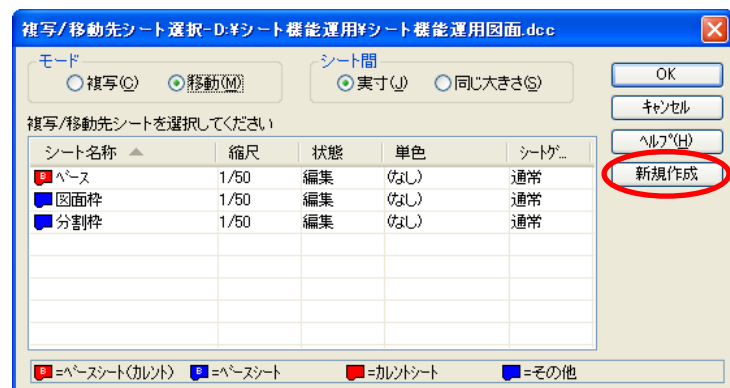 複写/移動先シート選択-D:¥シート機能運用¥シート機能運用図面.dcc
モード
複写(C) 移動(M)
シート間
実寸(J) 同じ大きさ(S)
OK
キャンセル
ヘルプ(H)
新規作成
複写/移動先シートを選択してください
シート名称 縮尺 状態 単色 シートゲ...
B ベース 1/50 編集 (なし) 通常
図面枠 1/50 編集 (なし) 通常
分割枠 1/50 編集 (なし) 通常
B =ベースシート(カレント) B =ベースシート =カレントシート =その他